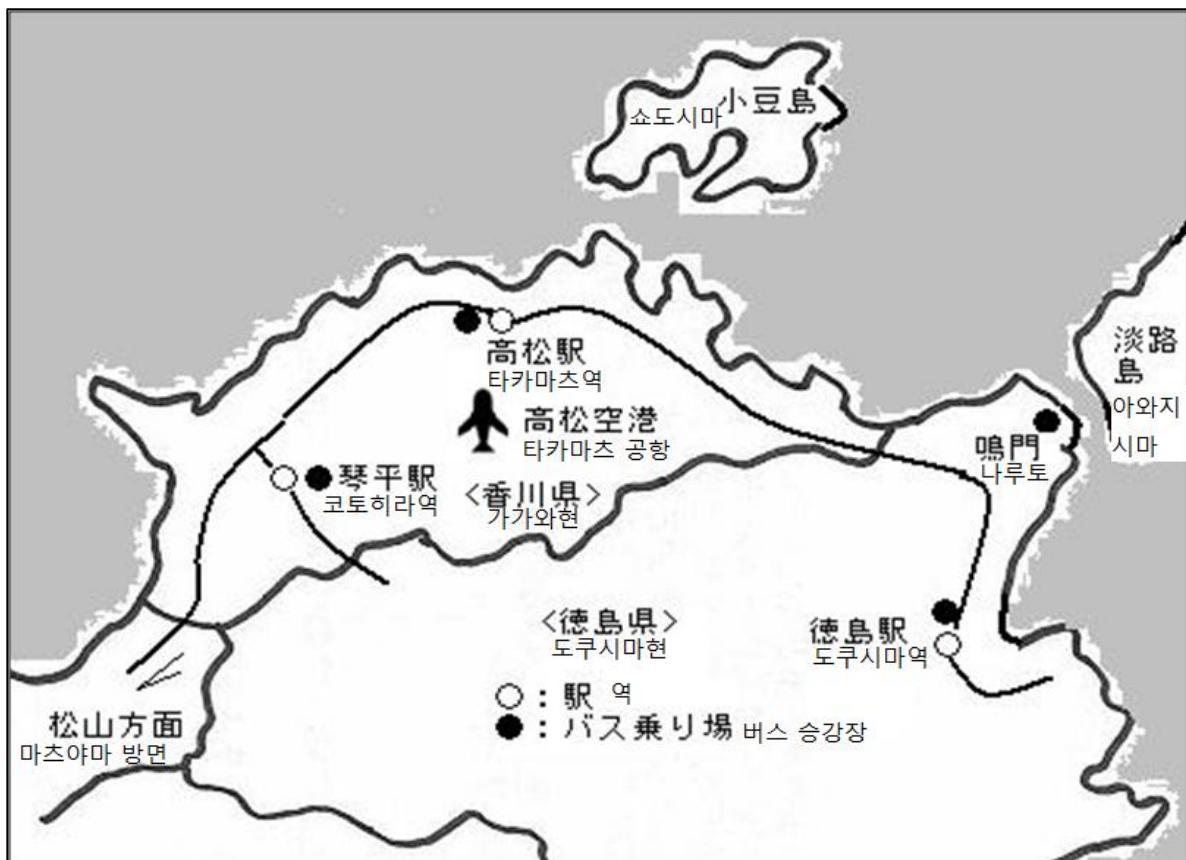 小豆島
쇼도시마
高松駅
타카마츠역
高松空港
타카마츠 공항
淡路
島
아와지
시마
鳴門
나루토
琴平駅
코토히라역
<香川県>
가가와현
<徳島県>
도쿠시마현
徳島駅
도쿠시마역
松山方面
마츠야마 방면
○：駅 역
●：バス乗り場 버스 승강장